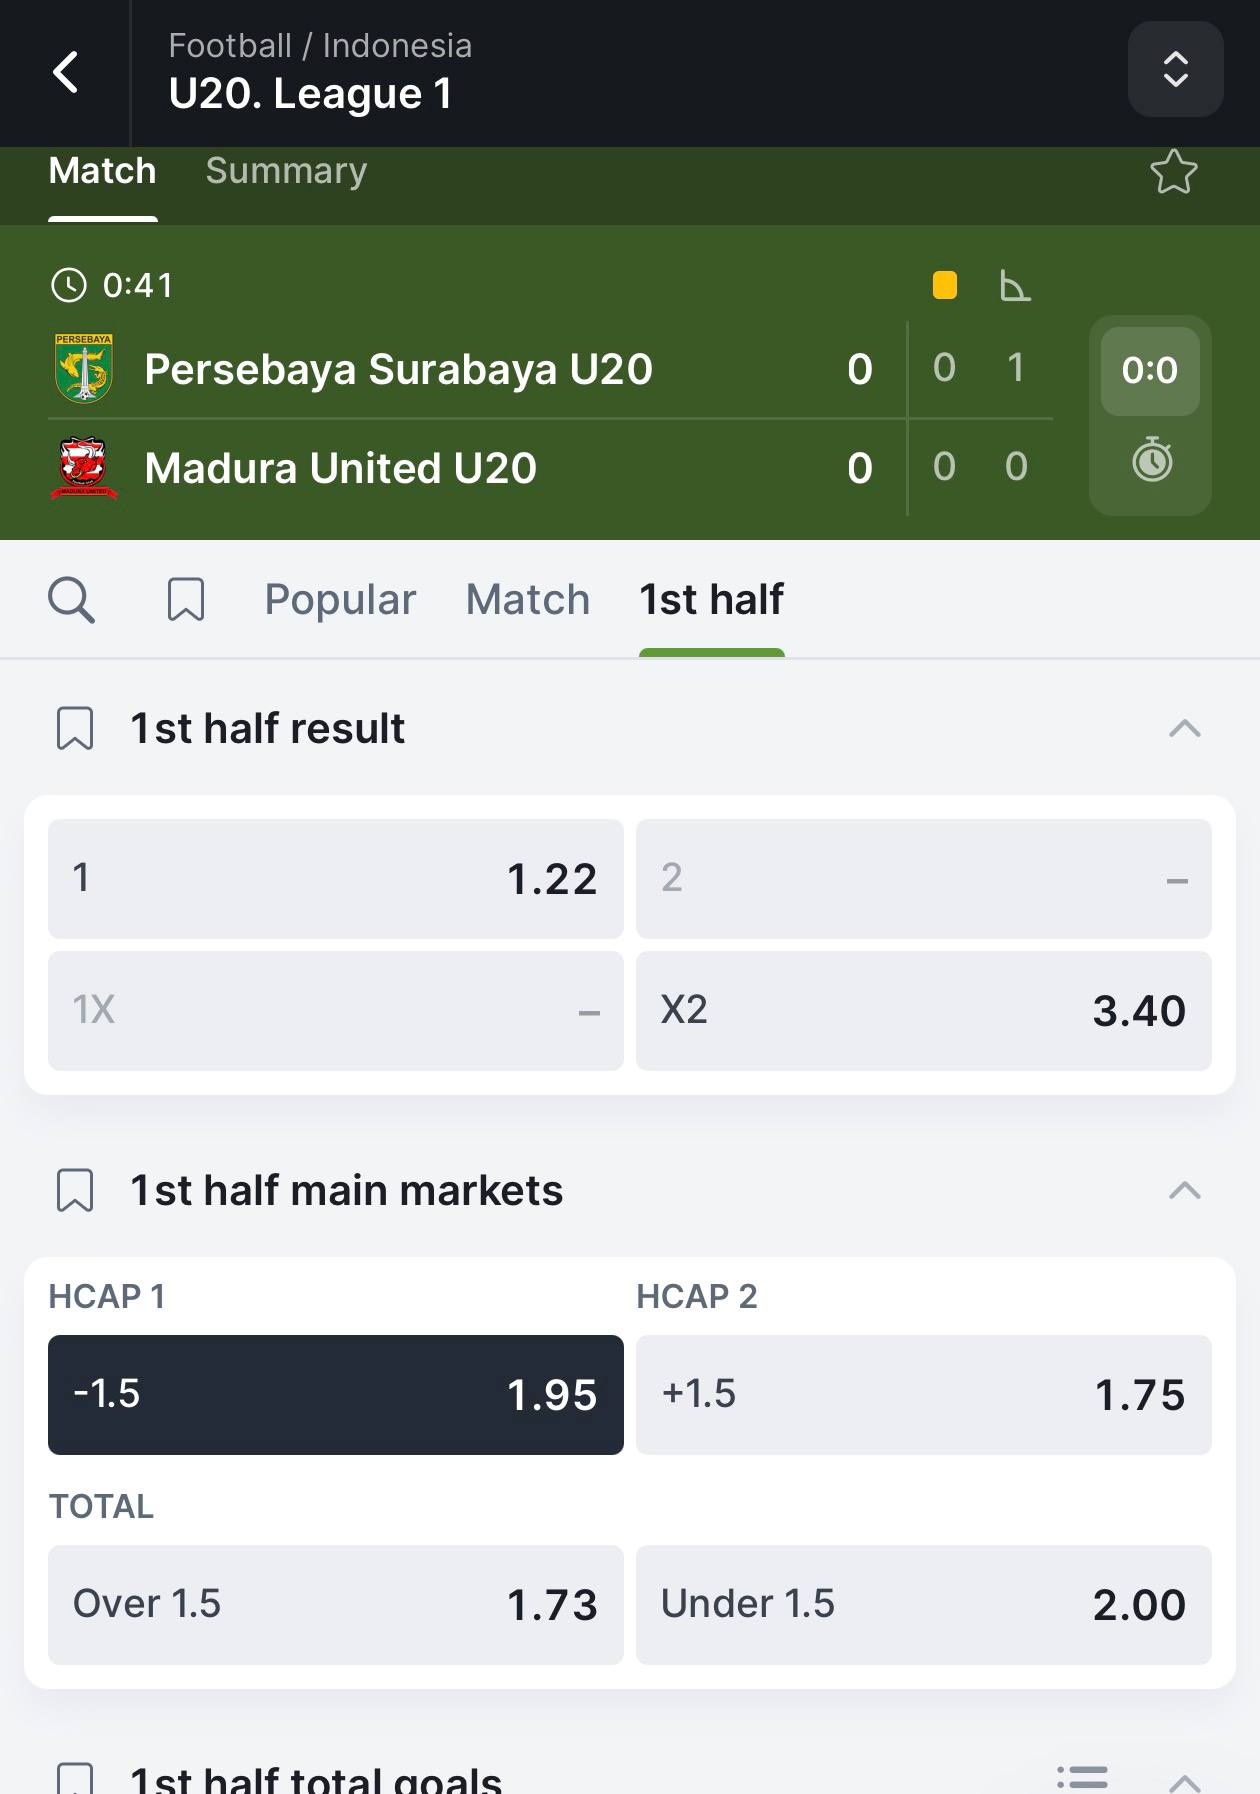 Football / Indonesia
U20. League 1
Match Summary
0:41
PERSEBAYA
Persebaya Surabaya U20 0 0 1
0:0
MADURA UNITED
Madura United U20 0 0 0
Popular Match 1st half
1st half result
1 1.22 2 –
1X – X2 3.40
1st half main markets
HCAP 1 HCAP 2
-1.5 1.95 +1.5 1.75
TOTAL
Over 1.5 1.73 Under 1.5 2.00
1st half total goals